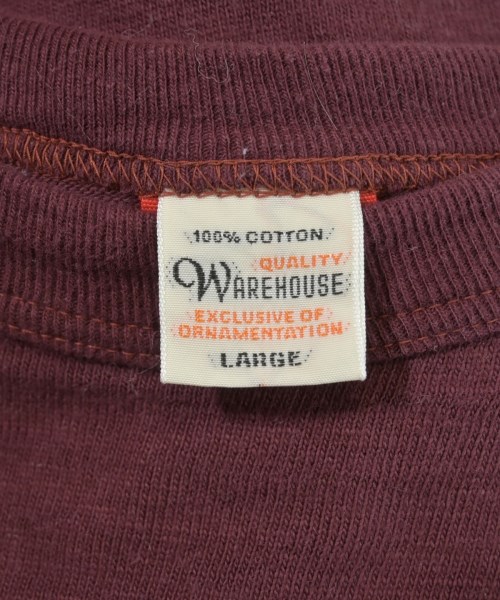 100% COTTON
QUALITY
WAREHOUSE
EXCLUSIVE OF
ORNAMENTATION
LARGE